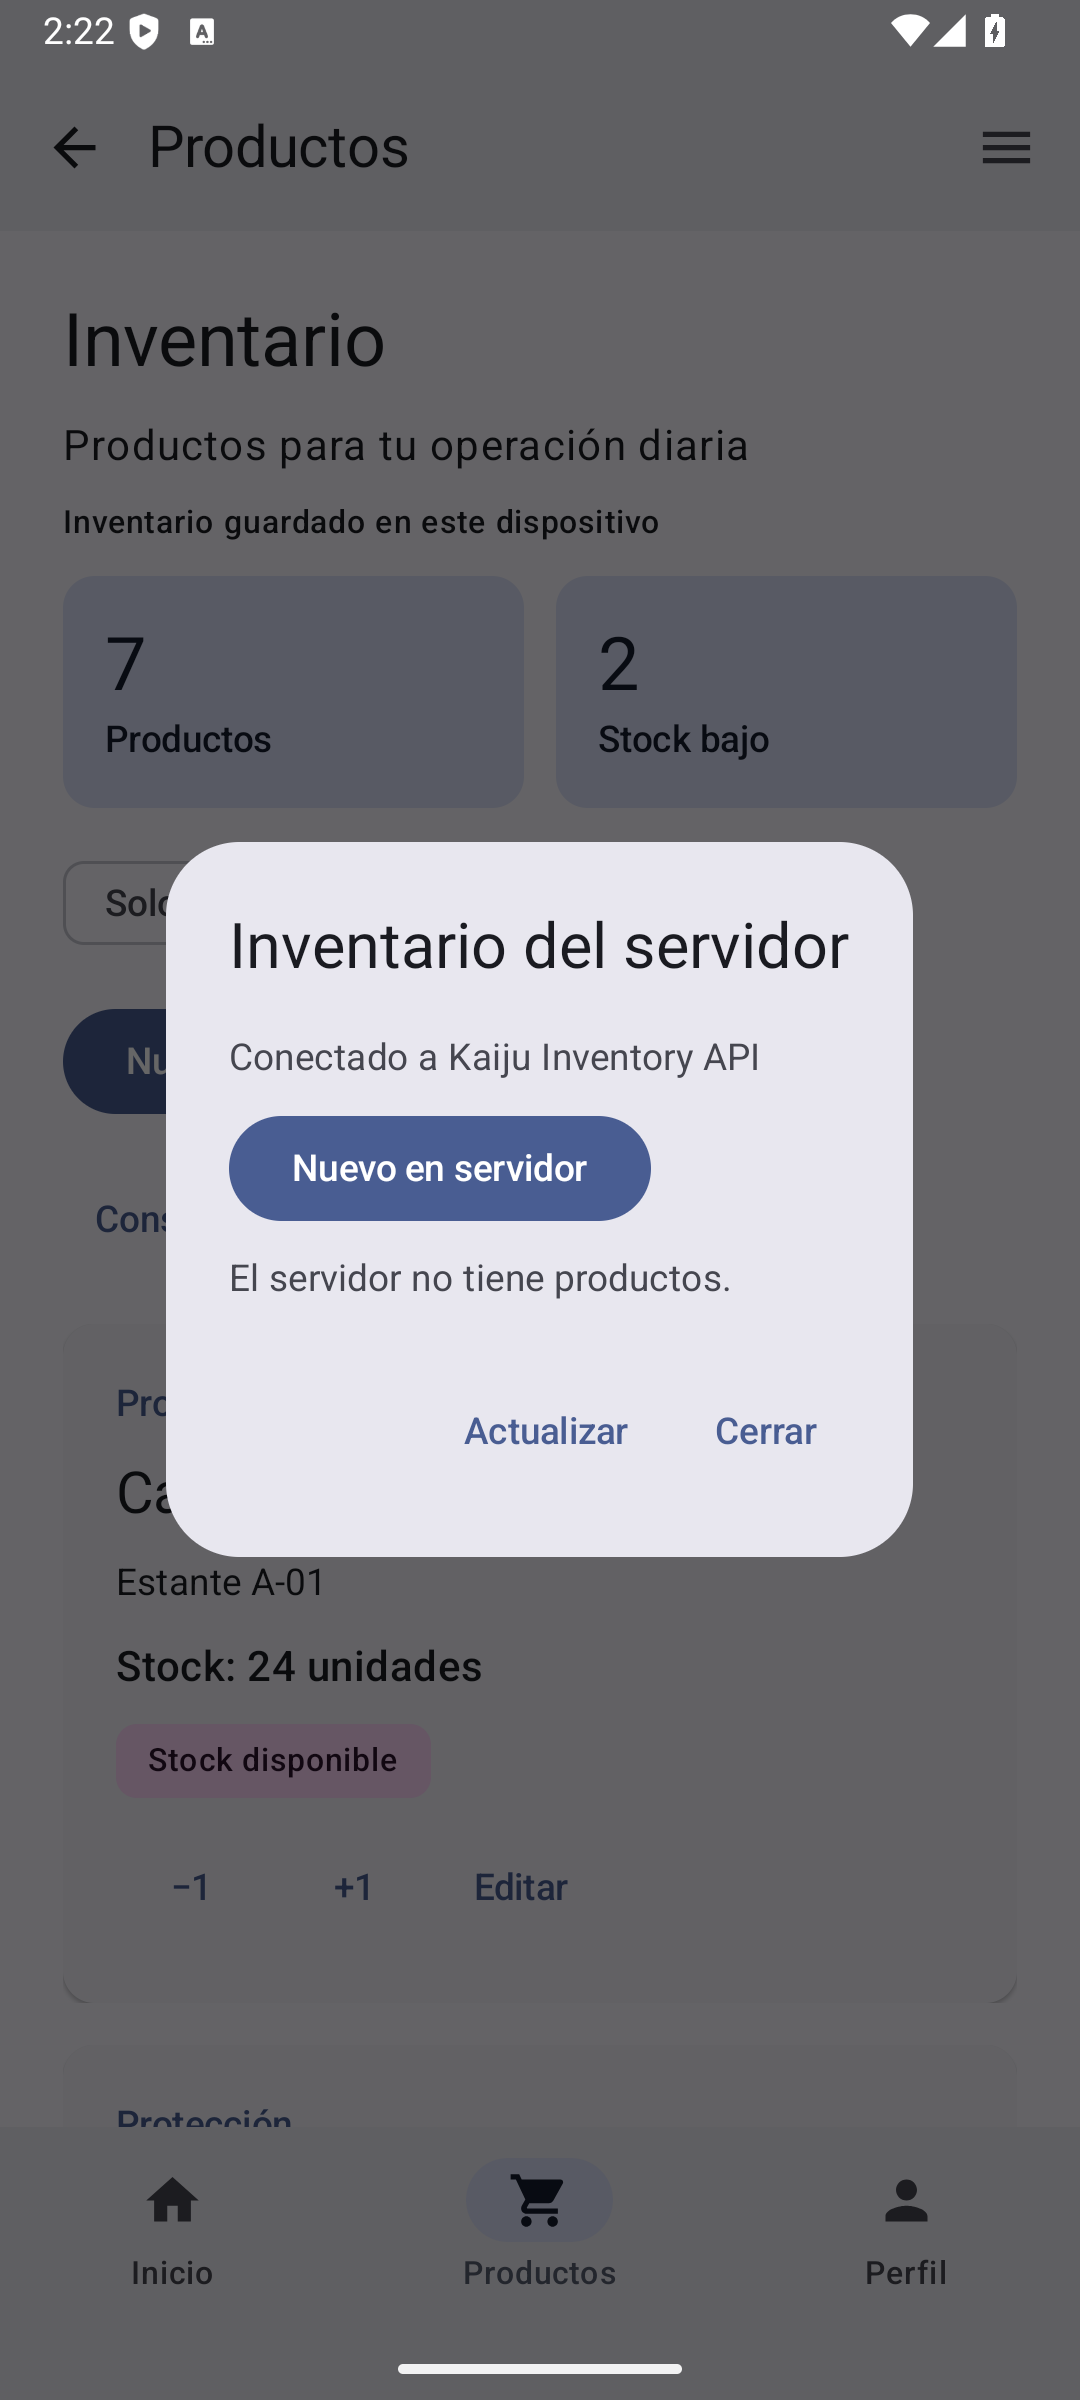 2:22
Productos
Inventario
Productos para tu operación diaria
Inventario guardado en este dispositivo
7
Productos
2
Stock bajo
Inventario del servidor
Conectado a Kaiju Inventory API
Nuevo en servidor
El servidor no tiene productos.
Actualizar
Cerrar
Estante A-01
Stock: 24 unidades
Stock disponible
−1
+1
Editar
Protección
Inicio
Productos
Perfil